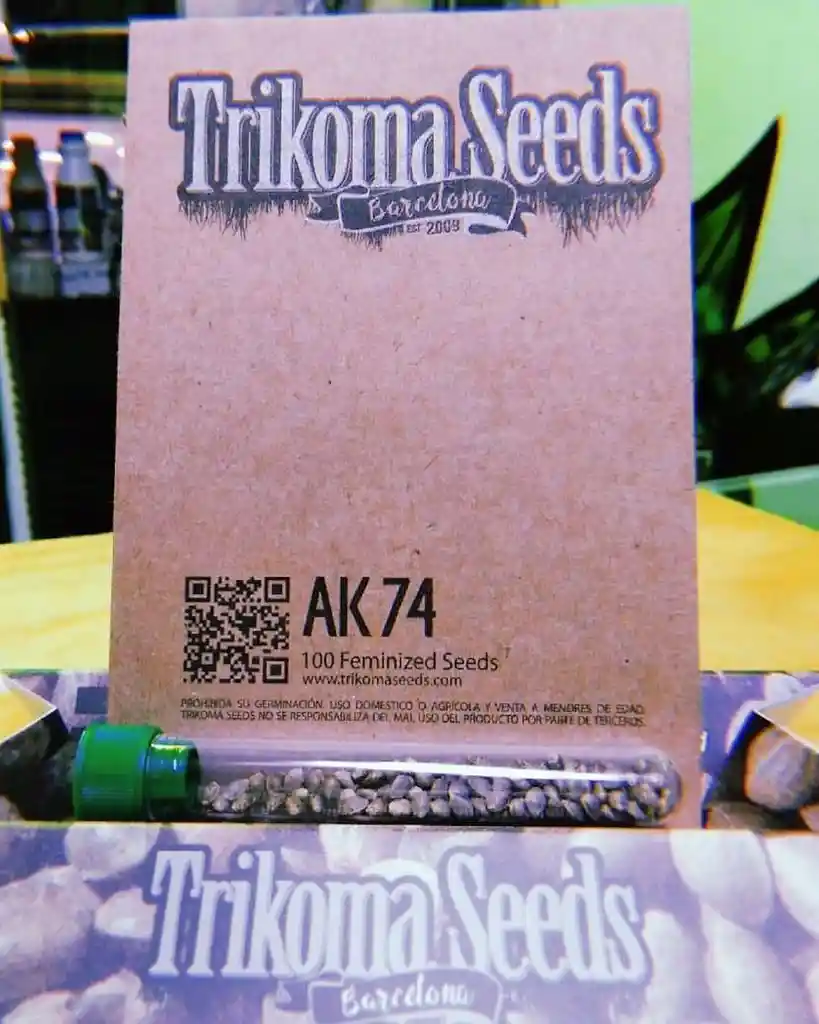 Trikoma Seeds
Barcelona
EST 2009
AK 74
100 Feminized Seeds
www.trikomaseeds.com
PROHIBIDA SU GERMINACIÓN, USO DOMESTICO O AGRÍCOLA Y VENTA A MENORES DE EDAD.
TRIKOMA SEEDS NO SE RESPONSABILIZA DEL MAL USO DEL PRODUCTO POR PARTE DE TERCEROS.
Trikoma Seeds
Barcelona